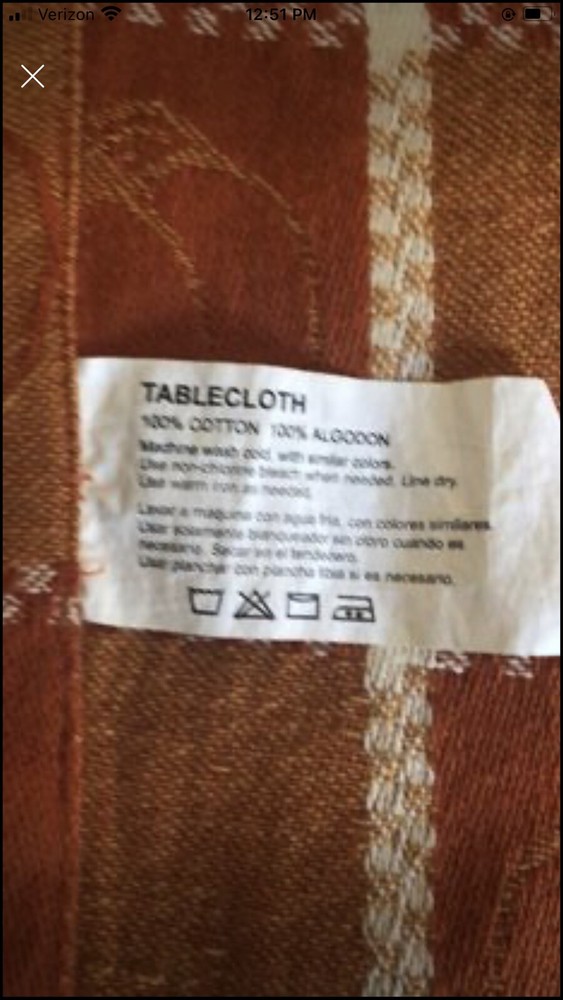 Verizon 12:51 PM
TABLECLOTH
100% COTTON 100% ALGODON
Machine wash cold, with similar colors.
Use non-chlorine bleach when needed. Line dry.
Use warm iron as needed.
Lavar a maquina con agua fria, con colores similares.
Usar solamente blanqueador sin cloro cuando es
necesario. Secar en el tendedero.
Usar planchar con plancha tibia si es necesario.